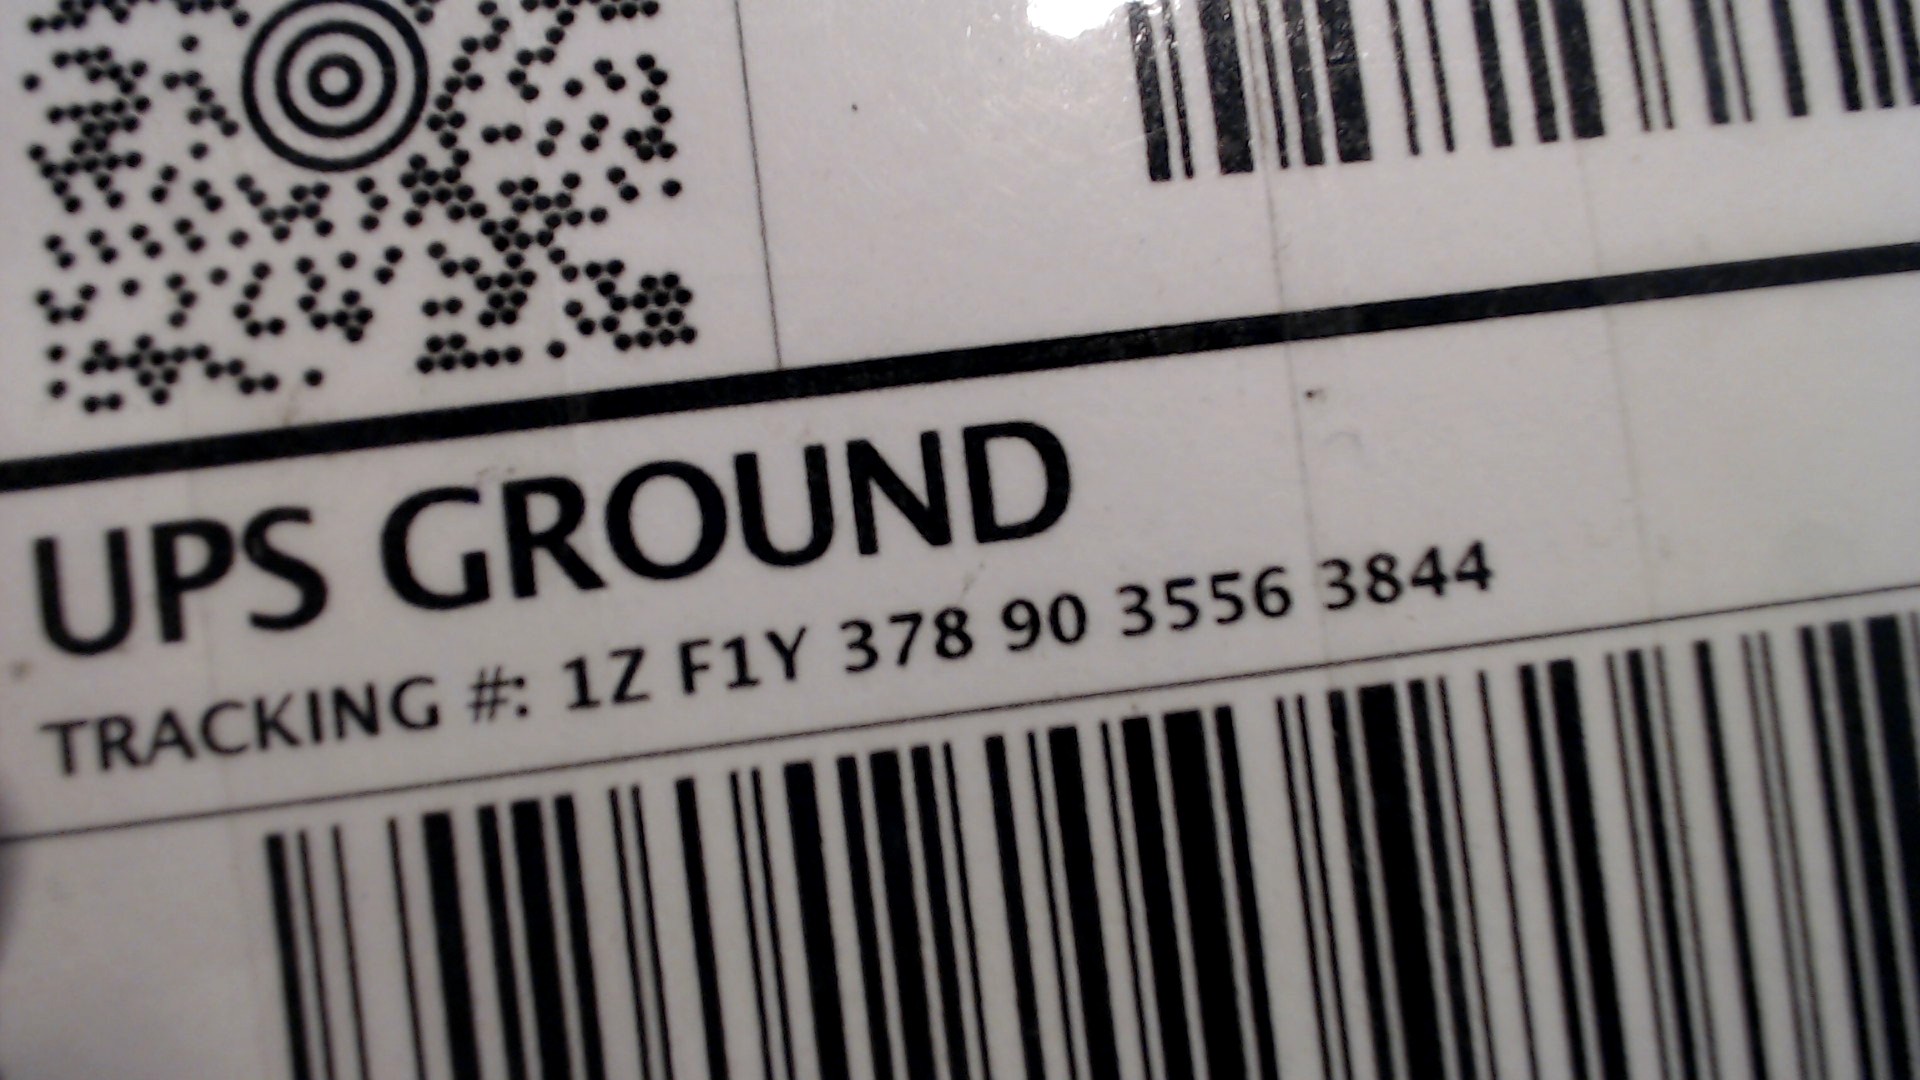 UPS GROUND
TRACKING #: 1Z F1Y 378 90 3556 3844